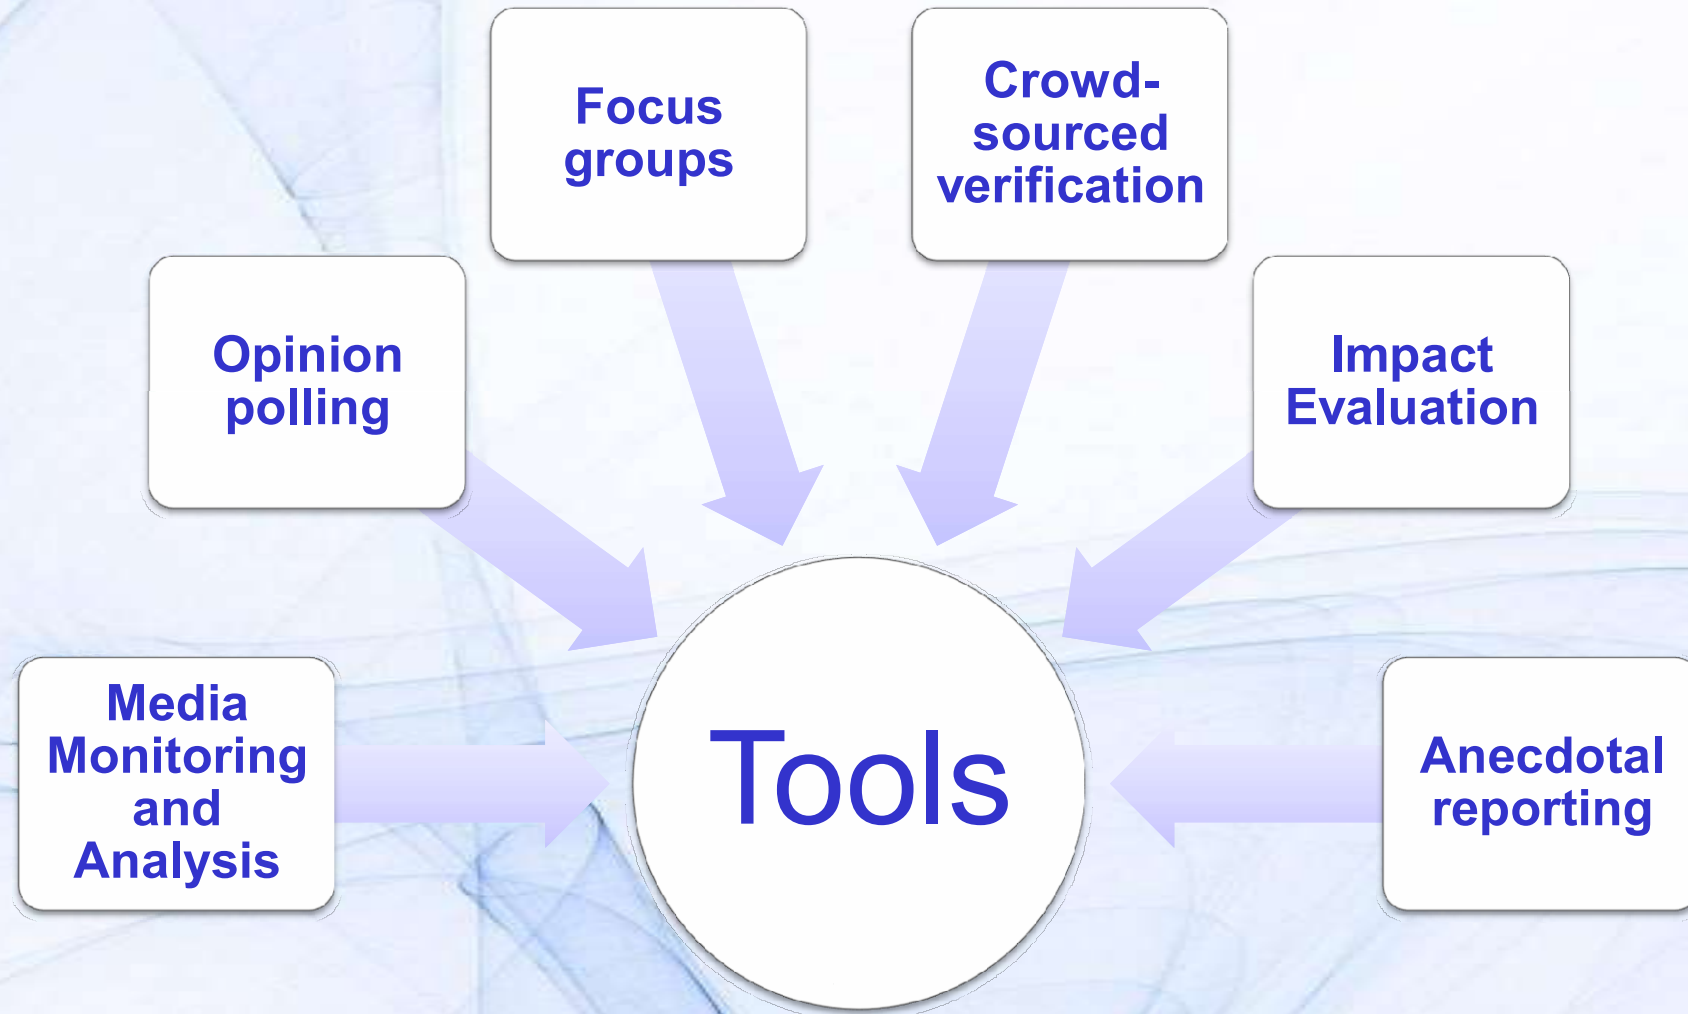 Focus
groups
Crowd-
sourced
verification
Opinion
polling
Impact
Evaluation
Media
Monitoring
and
Analysis
Tools
Anecdotal
reporting